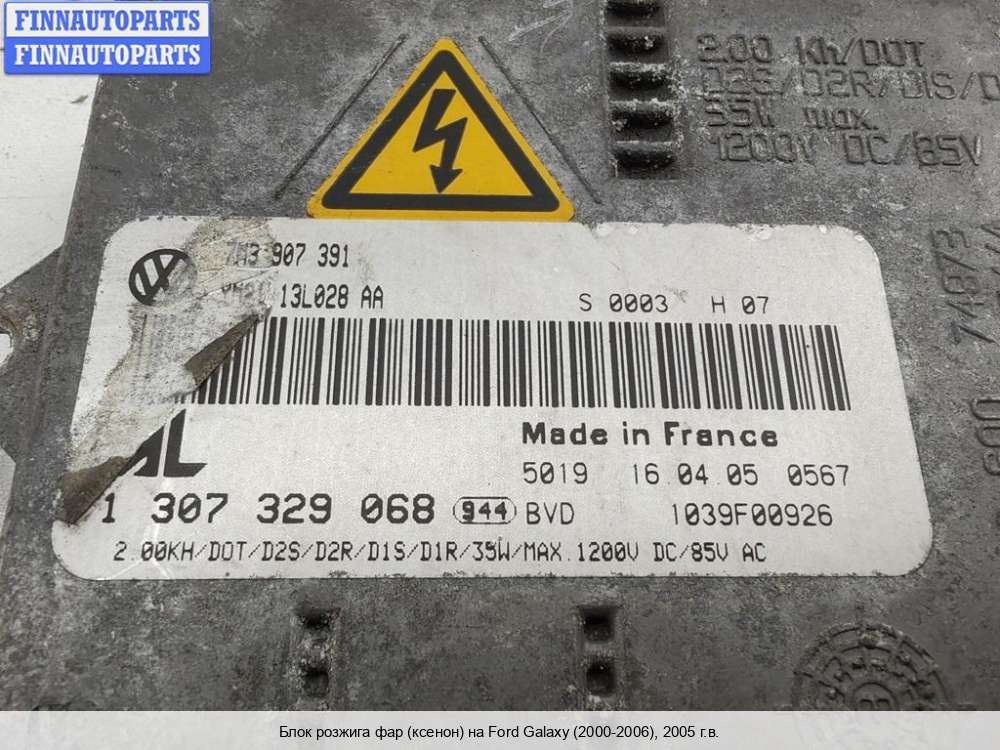 FINNAUTOPARTS
FINNAUTOPARTS
2.00 Kh/DOT
D2S/D2R/D1S/D
35W max.
1200V DC/85V
7M3 907 391
13L028 AA
S 0003 H 07
Made in France
5019 16.04.05 0567
AL
1 307 329 068 944 BVD 1039F00926
2.00KH/DOT/D2S/D2R/D1S/D1R/35W/MAX.1200V DC/85V AC
Блок розжига фар (ксенон) на Ford Galaxy (2000-2006), 2005 г.в.